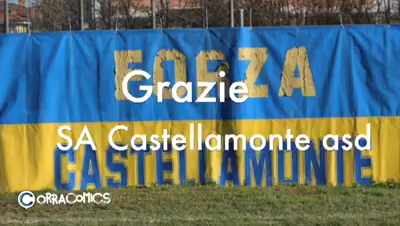 FORZA
Grazie
SA Castellamonte asd
CASTELLAMONTE
CORRACOMICS